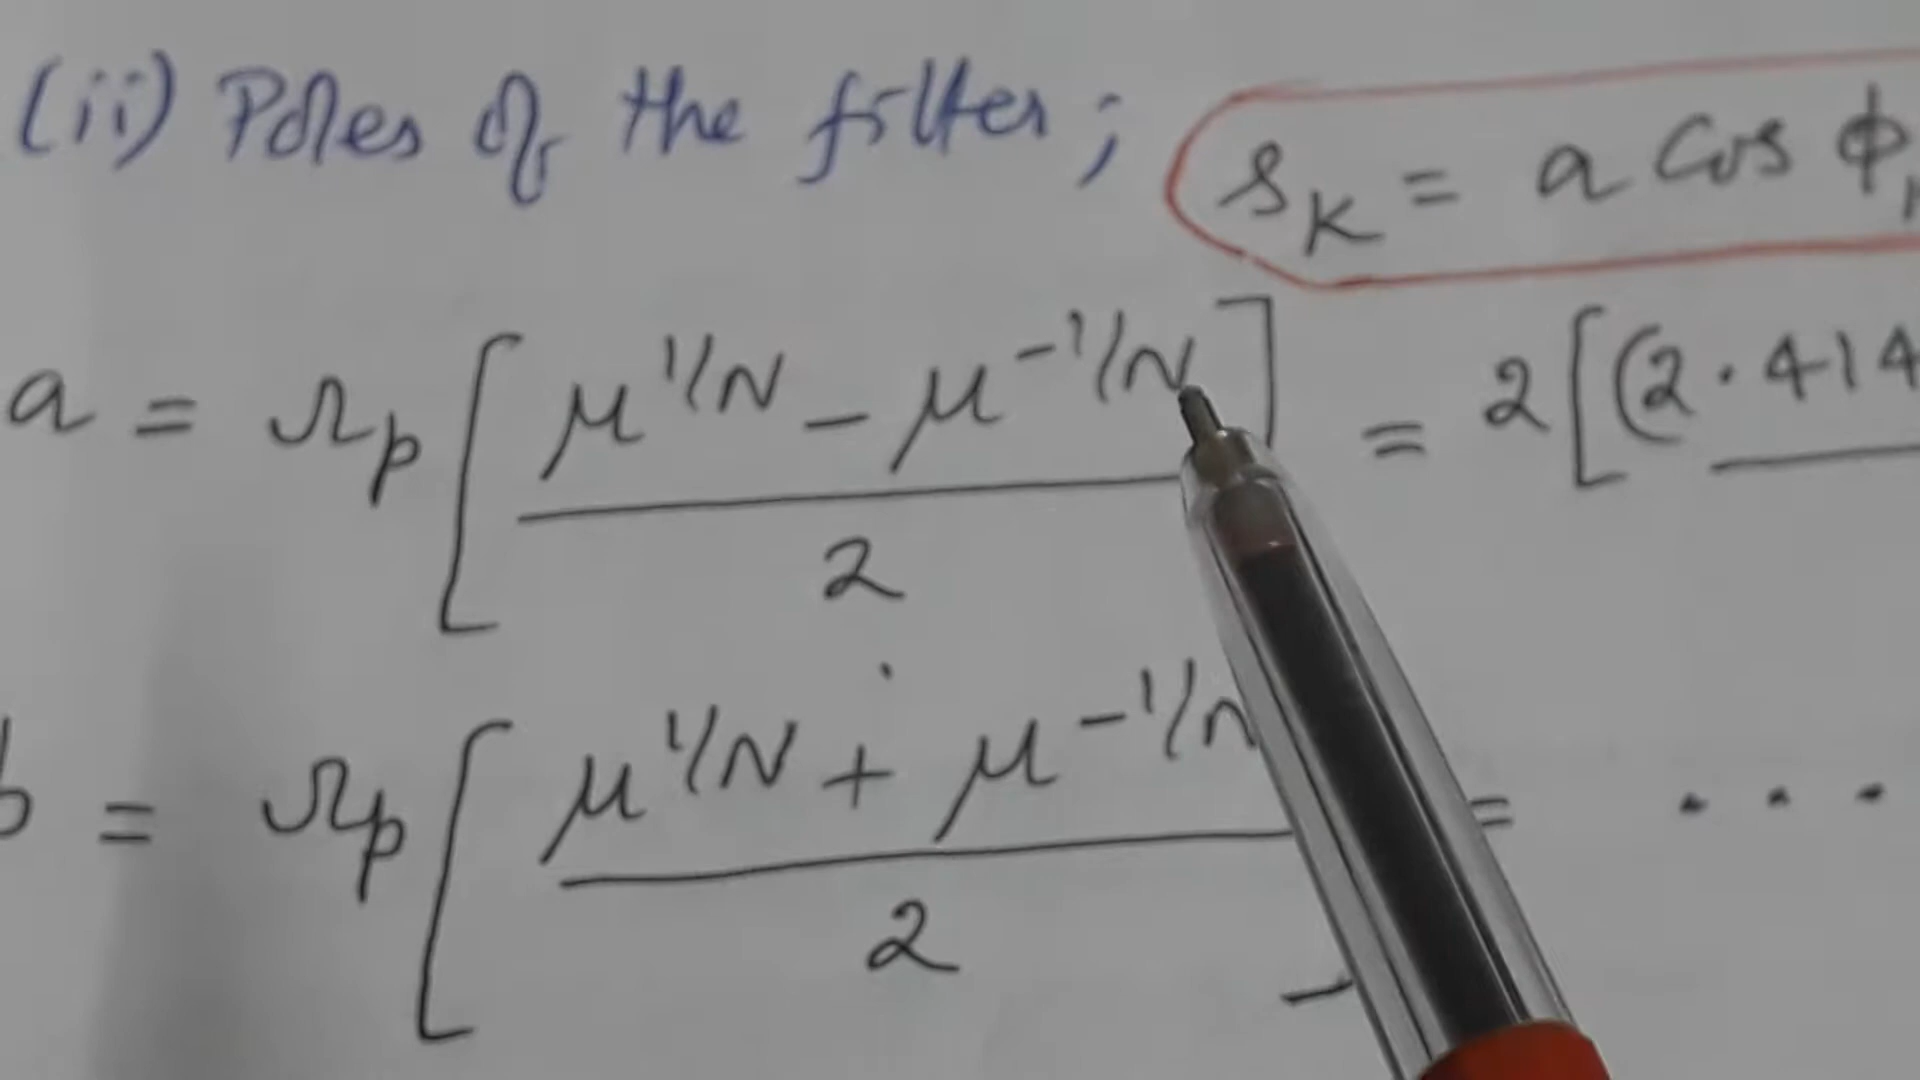 (ii) Poles of the filter; s_K = a Cos ϕ
a = Ω_p [ (μ^{1/N} - μ^{-1/N}) / 2 ] = 2 [ (2.414
b = Ω_p [ (μ^{1/N} + μ^{-1/N}) / 2 ] = . . .